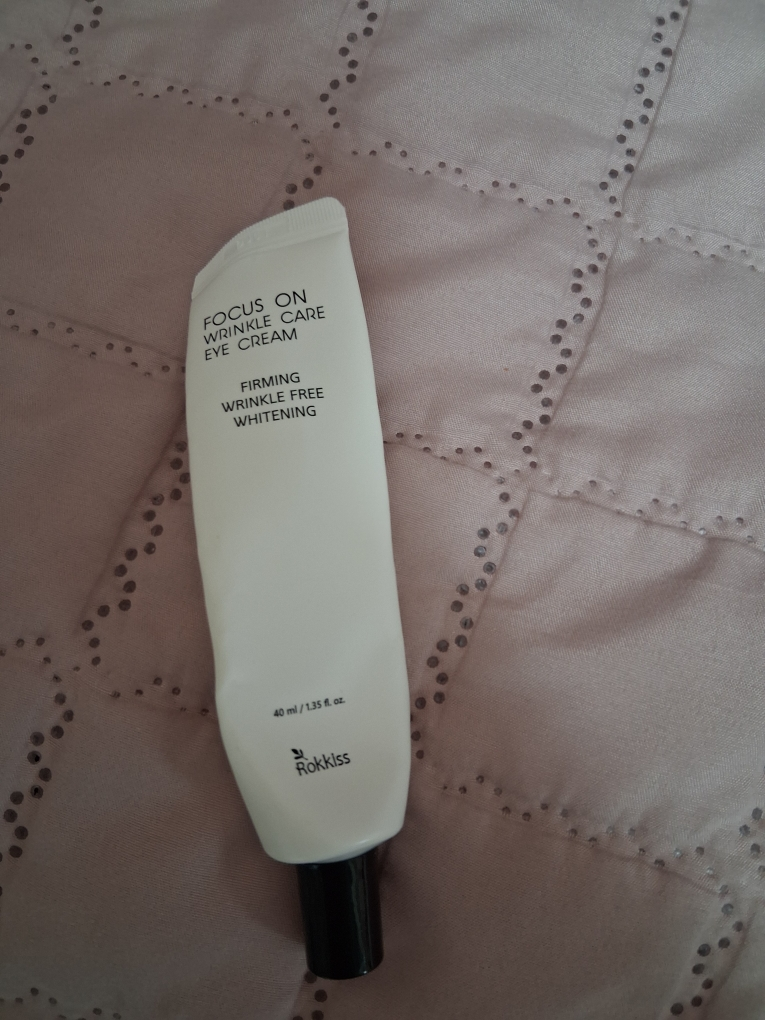 FOCUS ON
WRINKLE CARE
EYE CREAM
FIRMING
WRINKLE FREE
WHITENING
40 ml / 1.35 fl. oz.
Rokkiss